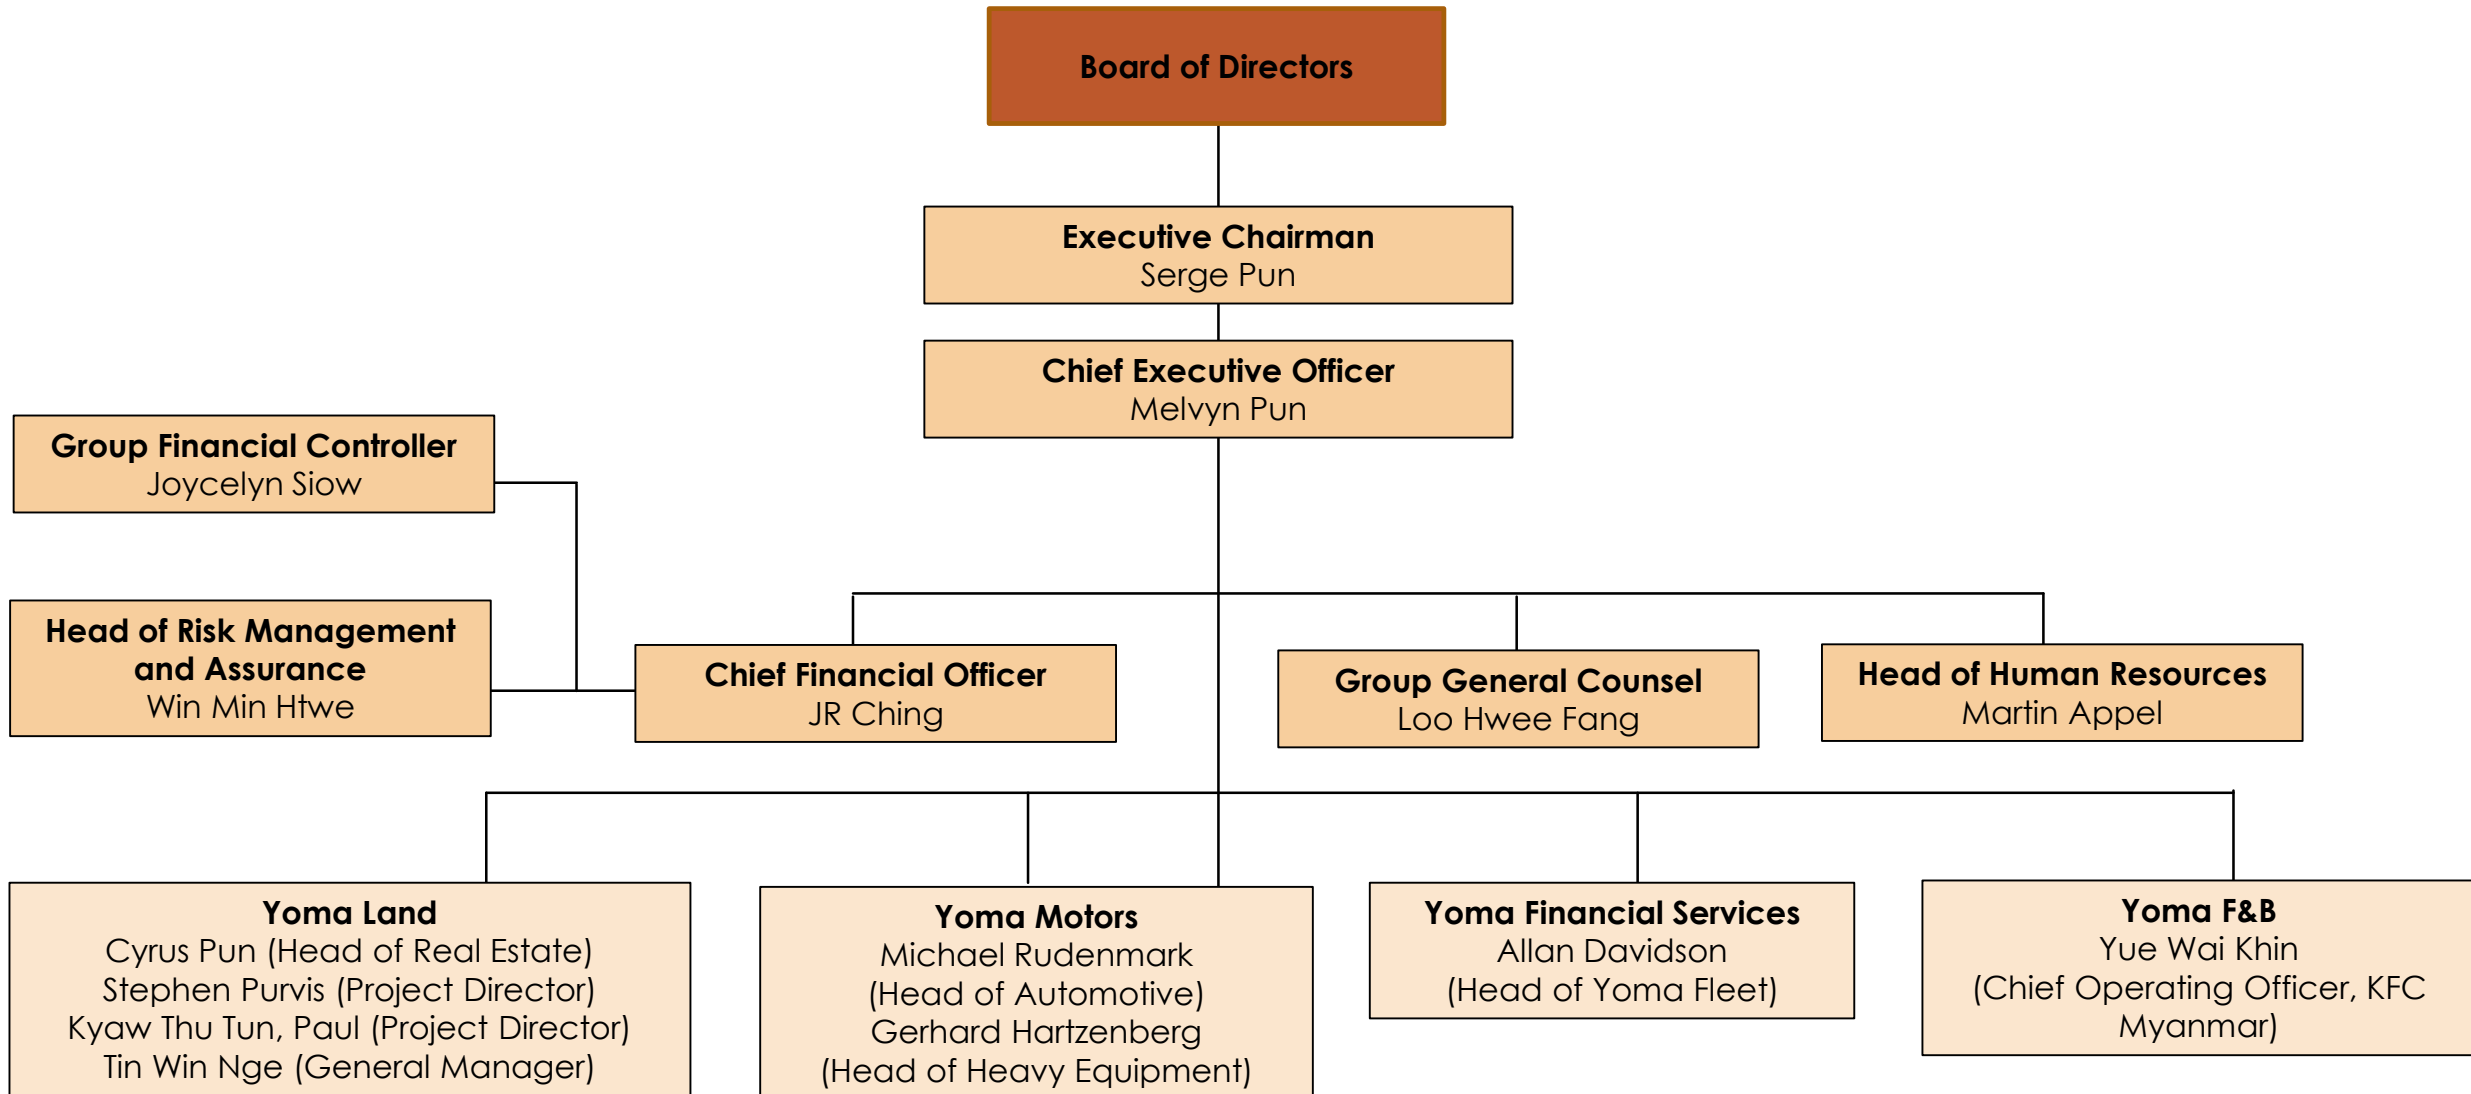 Board of Directors
Executive Chairman
Serge Pun
Chief Executive Officer
Melvyn Pun
Group Financial Controller
Joycelyn Siow
Head of Risk Management
and Assurance
Win Min Htwe
Chief Financial Officer
JR Ching
Group General Counsel
Loo Hwee Fang
Head of Human Resources
Martin Appel
Yoma Land
Cyrus Pun (Head of Real Estate)
Stephen Purvis (Project Director)
Kyaw Thu Tun, Paul (Project Director)
Tin Win Nge (General Manager)
Yoma Motors
Michael Rudenmark
(Head of Automotive)
Gerhard Hartzenberg
(Head of Heavy Equipment)
Yoma Financial Services
Allan Davidson
(Head of Yoma Fleet)
Yoma F&B
Yue Wai Khin
(Chief Operating Officer, KFC
Myanmar)